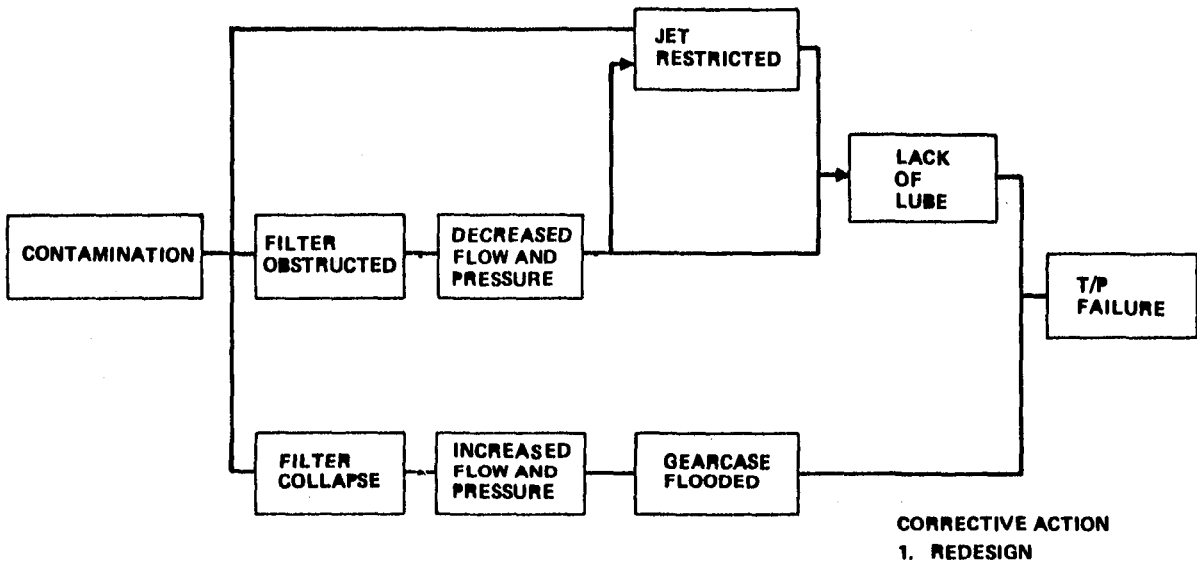 JET
RESTRICTED
LACK
OF
LUBE
CONTAMINATION
FILTER
OBSTRUCTED
DECREASED
FLOW AND
PRESSURE
T/P
FAILURE
FILTER
COLLAPSE
INCREASED
FLOW AND
PRESSURE
GEARCASE
FLOODED
CORRECTIVE ACTION
1. REDESIGN